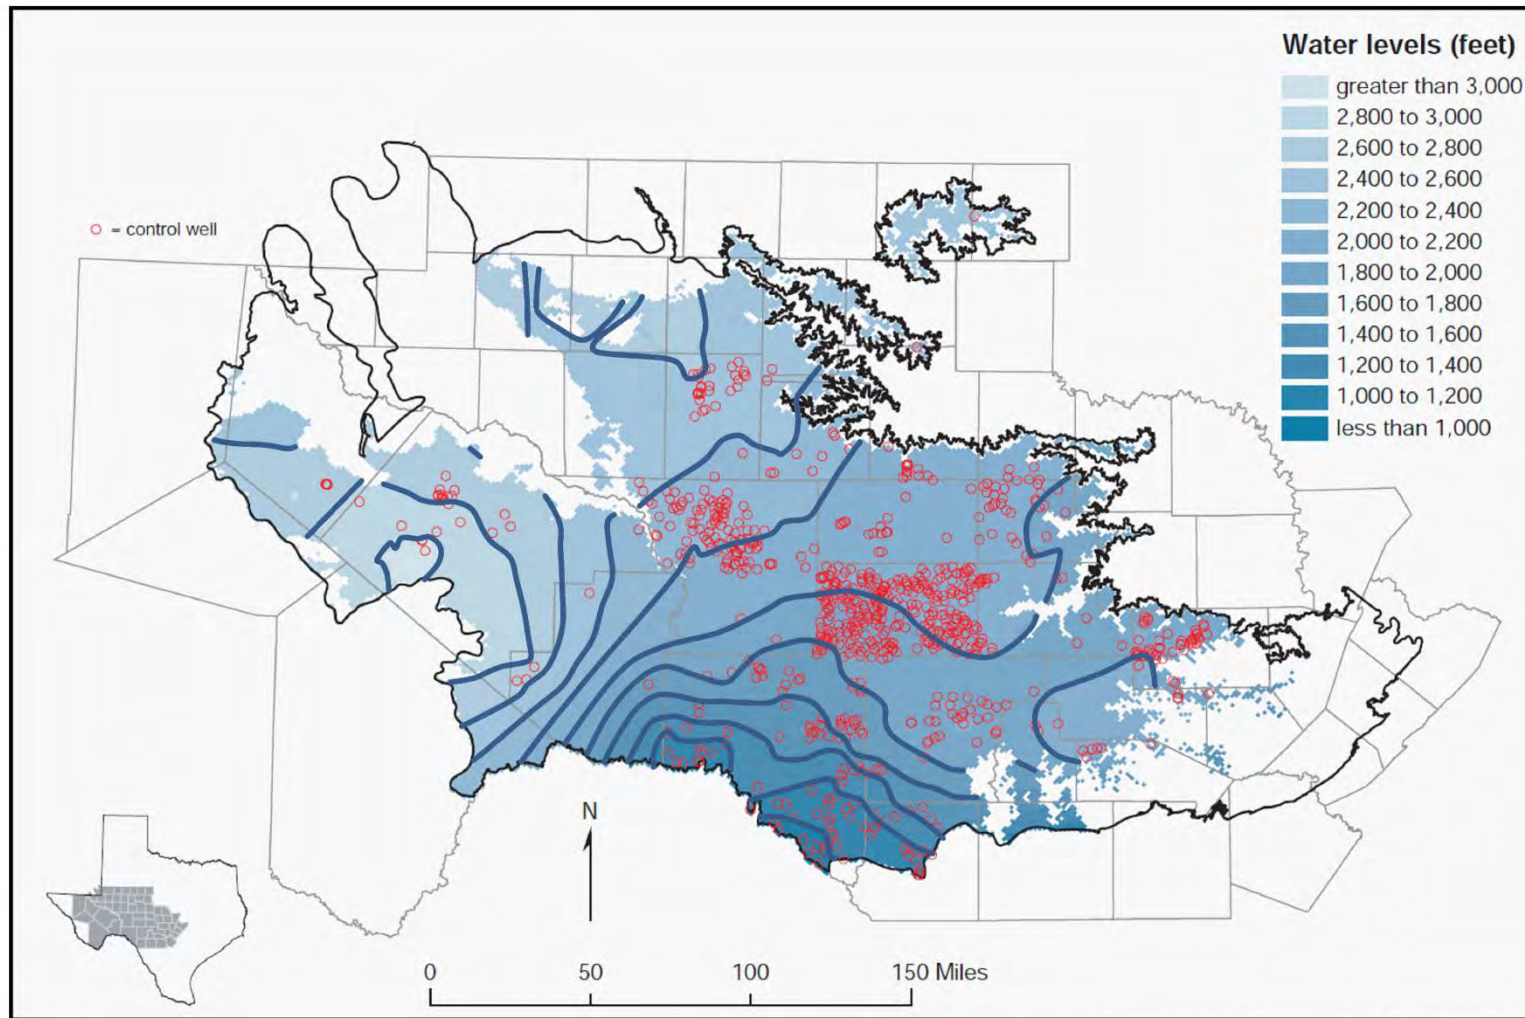 Water levels (feet)
greater than 3,000
2,800 to 3,000
2,600 to 2,800
2,400 to 2,600
2,200 to 2,400
2,000 to 2,200
1,800 to 2,000
1,600 to 1,800
1,400 to 1,600
1,200 to 1,400
1,000 to 1,200
less than 1,000
= control well
N
0 50 100 150 Miles